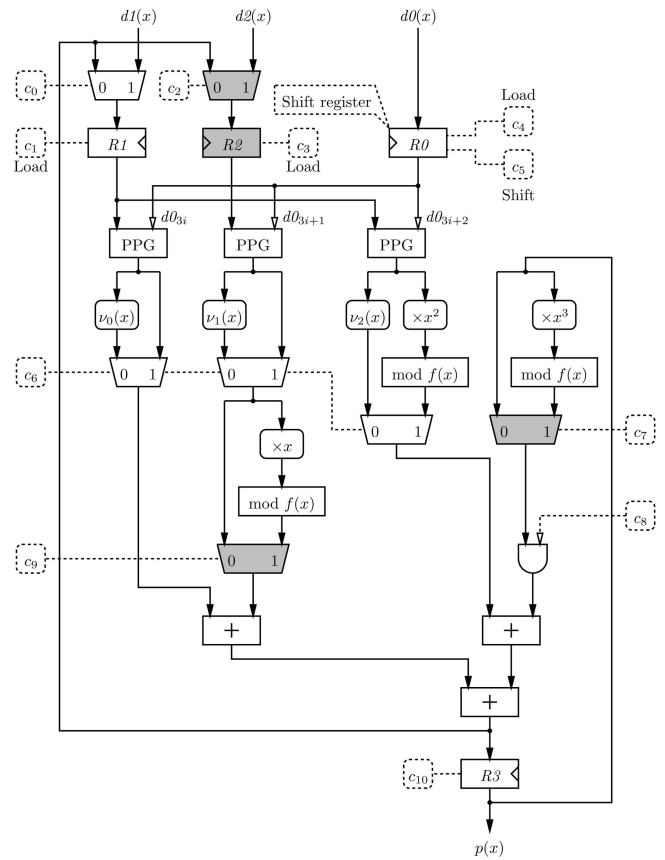 d1(x) d2(x) d0(x)
c₀ 0 1 c₂ 0 1 Shift register Load
c₄
c₁ R1 R2 c₃ R0
Load Load c₅
Shift
d0₃ᵢ d0₃ᵢ₊₁ d0₃ᵢ₊₂
PPG PPG PPG
ν₀(x) ν₁(x) ν₂(x) ×x² ×x³
c₆ 0 1 0 1 mod f(x) mod f(x)
0 1 0 1 c₇
×x
mod f(x) c₈
c₉ 0 1
+ +
+
c₁₀ R3
p(x)